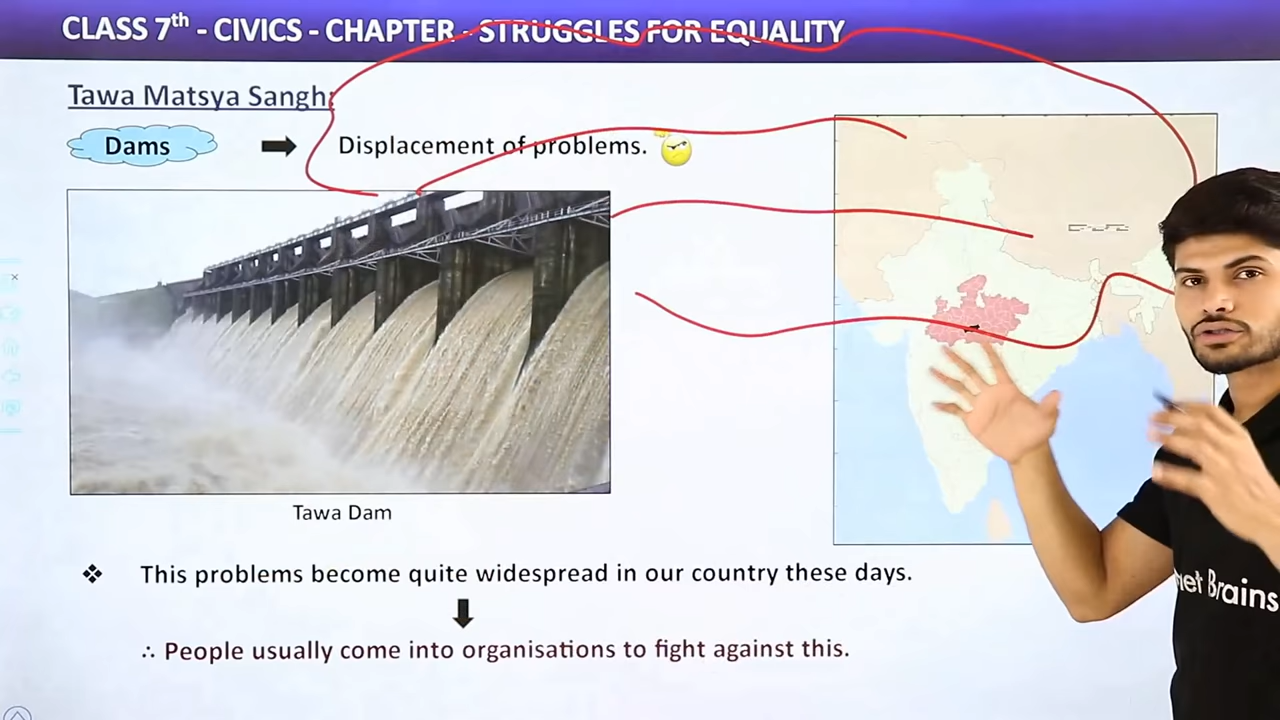 CLASS 7th - CIVICS - CHAPTER - STRUGGLES FOR EQUALITY
Tawa Matsya Sangh:
Dams
Displacement of problems.
Tawa Dam
❖ This problems become quite widespread in our country these days.
∴ People usually come into organisations to fight against this.
net Brains